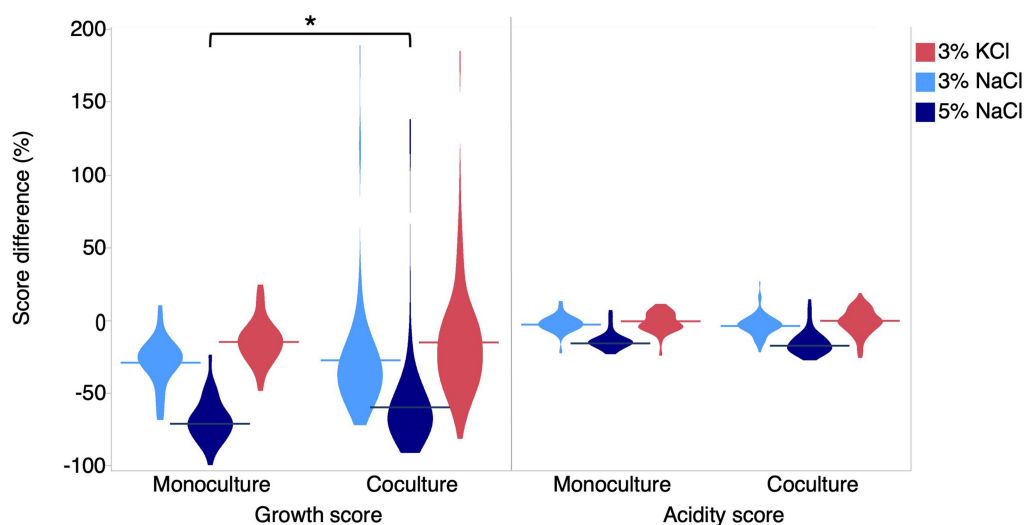 *
200
150
100
50
0
-50
-100
Score difference (%)
3% KCl
3% NaCl
5% NaCl
Monoculture Coculture Monoculture Coculture
Growth score Acidity score